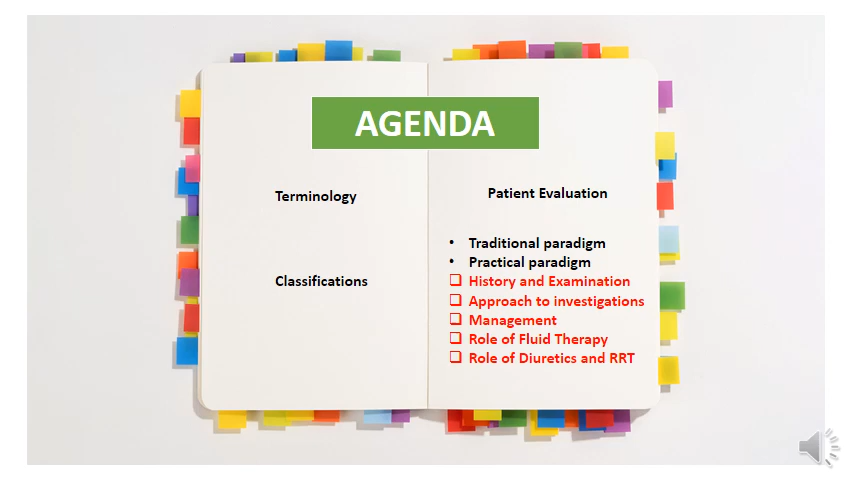 AGENDA
Terminology
Classifications
Patient Evaluation
• Traditional paradigm
• Practical paradigm
❑ History and Examination
❑ Approach to investigations
❑ Management
❑ Role of Fluid Therapy
❑ Role of Diuretics and RRT